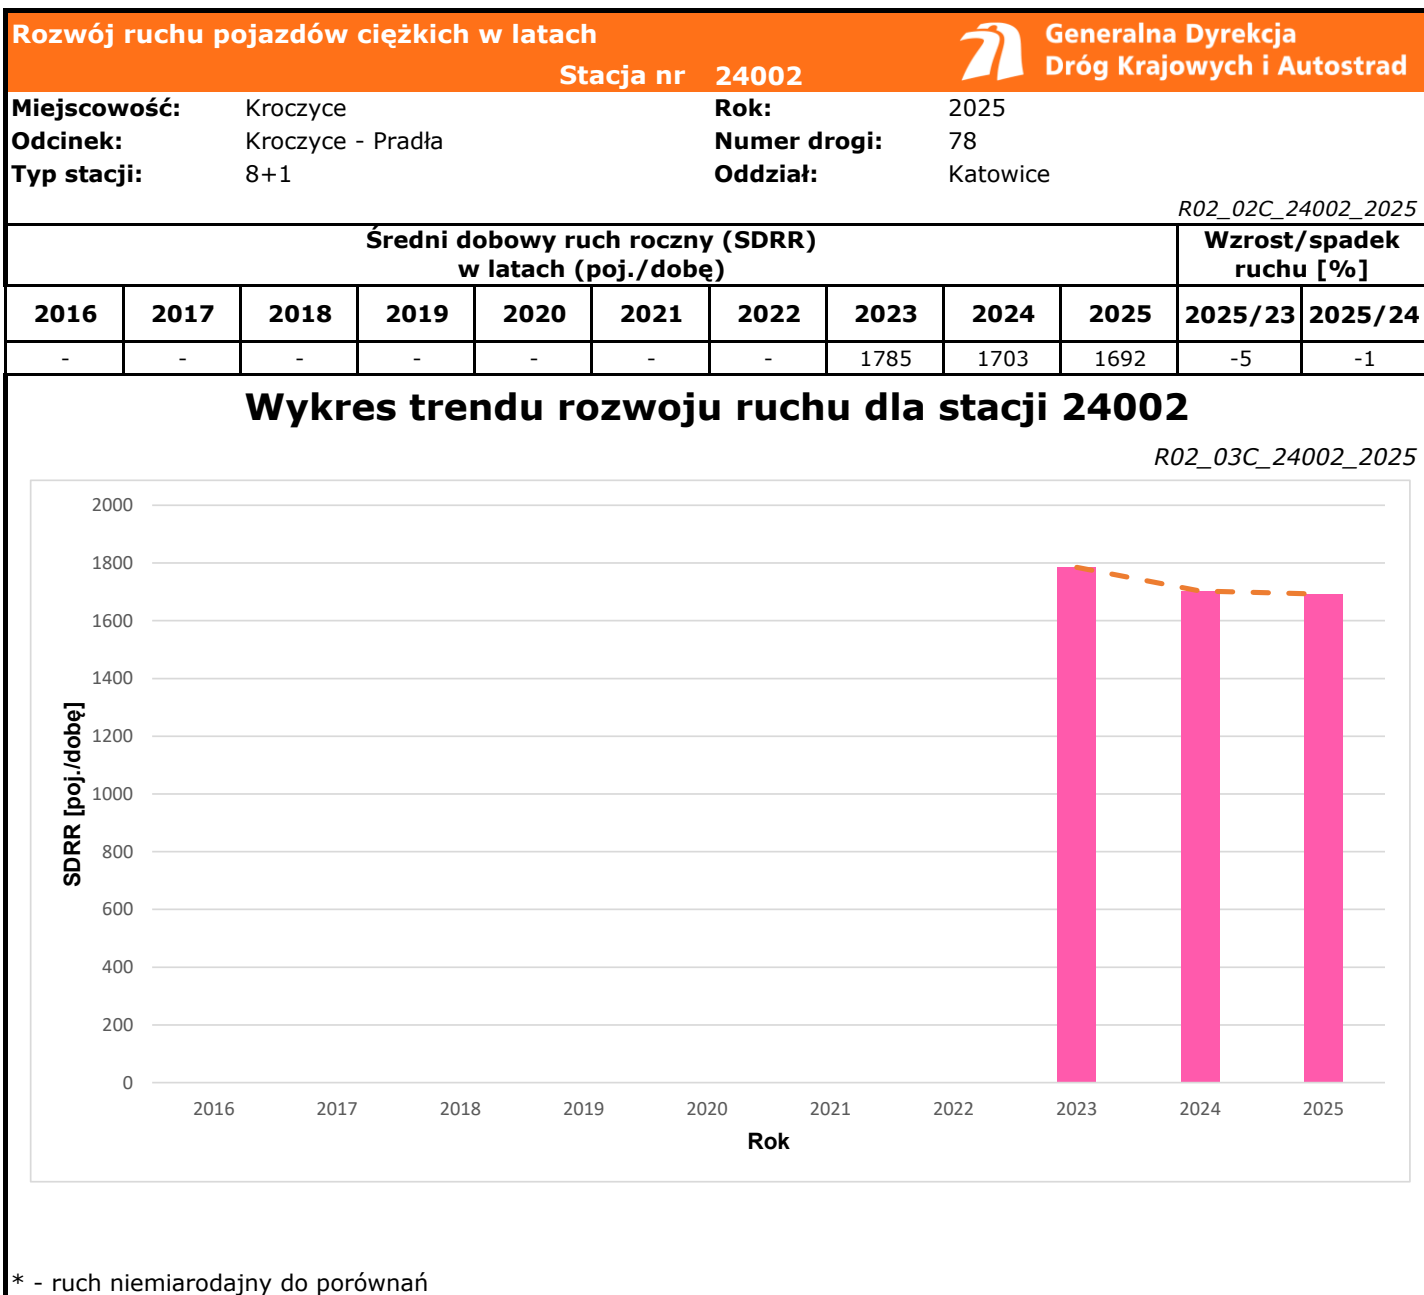 Rozwój ruchu pojazdów ciężkich w latach
Stacja nr 24002
Generalna Dyrekcja
Dróg Krajowych i Autostrad
Miejscowość: Kroczyce Rok: 2025
Odcinek: Kroczyce - Pradła Numer drogi: 78
Typ stacji: 8+1 Oddział: Katowice
R02_02C_24002_2025
Średni dobowy ruch roczny (SDRR)
w latach (poj./dobę)
Wzrost/spadek
ruchu [%]
2016 2017 2018 2019 2020 2021 2022 2023 2024 2025 2025/23 2025/24
- - - - - - - 1785 1703 1692 -5 -1
Wykres trendu rozwoju ruchu dla stacji 24002
R02_03C_24002_2025
2000
1800
1600
1400
1200
1000
800
600
400
200
0
SDRR [poj./dobę]
2016 2017 2018 2019 2020 2021 2022 2023 2024 2025
Rok
* - ruch niemiarodajny do porównań